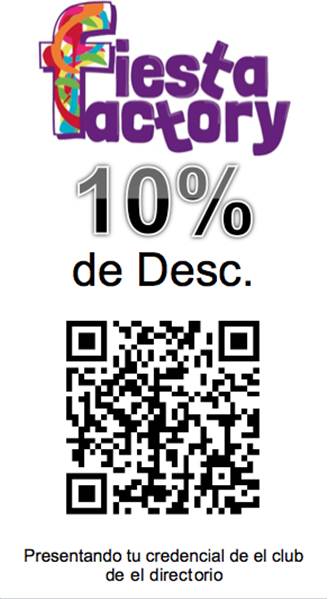 fiesta
factory
10%
de Desc.
Presentando tu credencial de el club
de el directorio